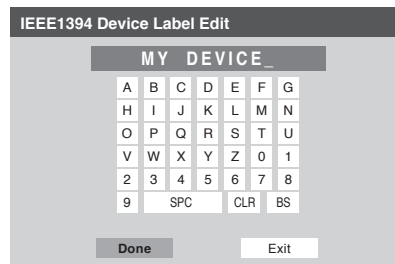 IEEE1394 Device Label Edit
MY DEVICE_
A B C D E F G
H I J K L M N
O P Q R S T U
V W X Y Z 0 1
2 3 4 5 6 7 8
9 SPC CLR BS
Done Exit